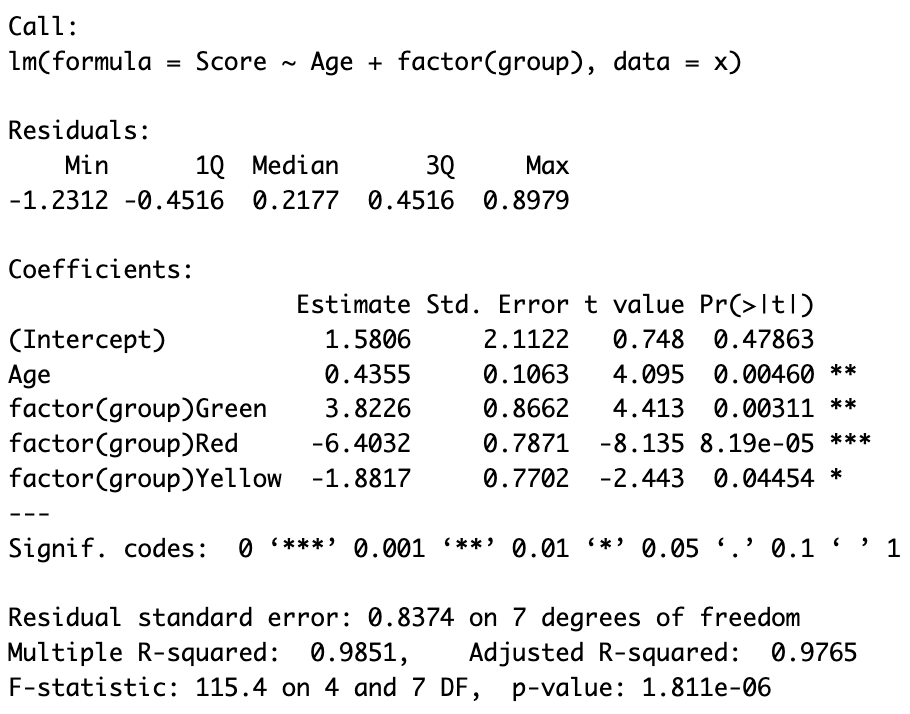 Call:
lm(formula = Score ~ Age + factor(group), data = x)
Residuals:
Min 1Q Median 3Q Max
-1.2312 -0.4516 0.2177 0.4516 0.8979
Coefficients:
Estimate Std. Error t value Pr(>|t|)
(Intercept) 1.5806 2.1122 0.748 0.47863
Age 0.4355 0.1063 4.095 0.00460 **
factor(group)Green 3.8226 0.8662 4.413 0.00311 **
factor(group)Red -6.4032 0.7871 -8.135 8.19e-05 ***
factor(group)Yellow -1.8817 0.7702 -2.443 0.04454 *
---
Signif. codes: 0 ‘***’ 0.001 ‘**’ 0.01 ‘*’ 0.05 ‘.’ 0.1 ‘ ’ 1
Residual standard error: 0.8374 on 7 degrees of freedom
Multiple R-squared: 0.9851, Adjusted R-squared: 0.9765
F-statistic: 115.4 on 4 and 7 DF, p-value: 1.811e-06